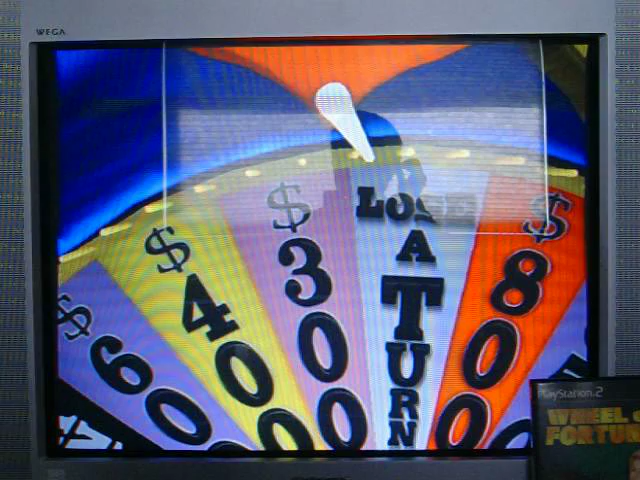 WEGA
$600
$400
$300
LOSE
A
TURN
$800
PlayStation 2
WHEEL OF
FORTUNE